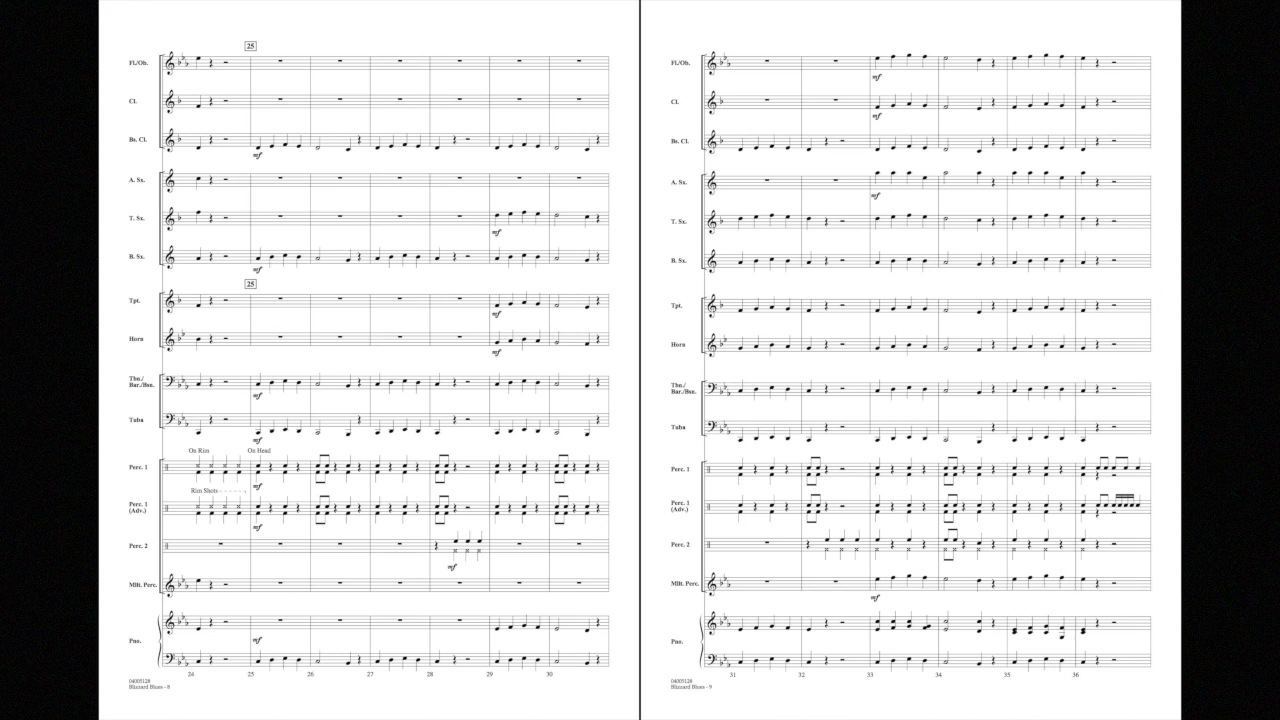 25
Fl./Ob.
Cl.
Bs. Cl.
mf
A. Sx.
T. Sx.
mf
B. Sx.
mf
25
Tpt.
mf
Horn
mf
Tbn./
Bar./Bsn.
mf
Tuba
mf
On Rim On Head
Perc. 1
mf
Rim Shots
Perc. 1
(Adv.)
mf
Perc. 2
mf
Mlt. Perc.
Pno.
mf
24 25 26 27 28 29 30
04005128
Blizzard Blues - 8
Fl./Ob.
mf
Cl.
mf
Bs. Cl.
A. Sx.
mf
T. Sx.
B. Sx.
Tpt.
Horn
Tbn./
Bar./Bsn.
Tuba
Perc. 1
Perc. 1
(Adv.)
Perc. 2
Mlt. Perc.
mf
Pno.
31 32 33 34 35 36
04005128
Blizzard Blues - 9